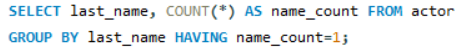 SELECT last_name, COUNT(*) AS name_count FROM actor
GROUP BY last_name HAVING name_count=1;